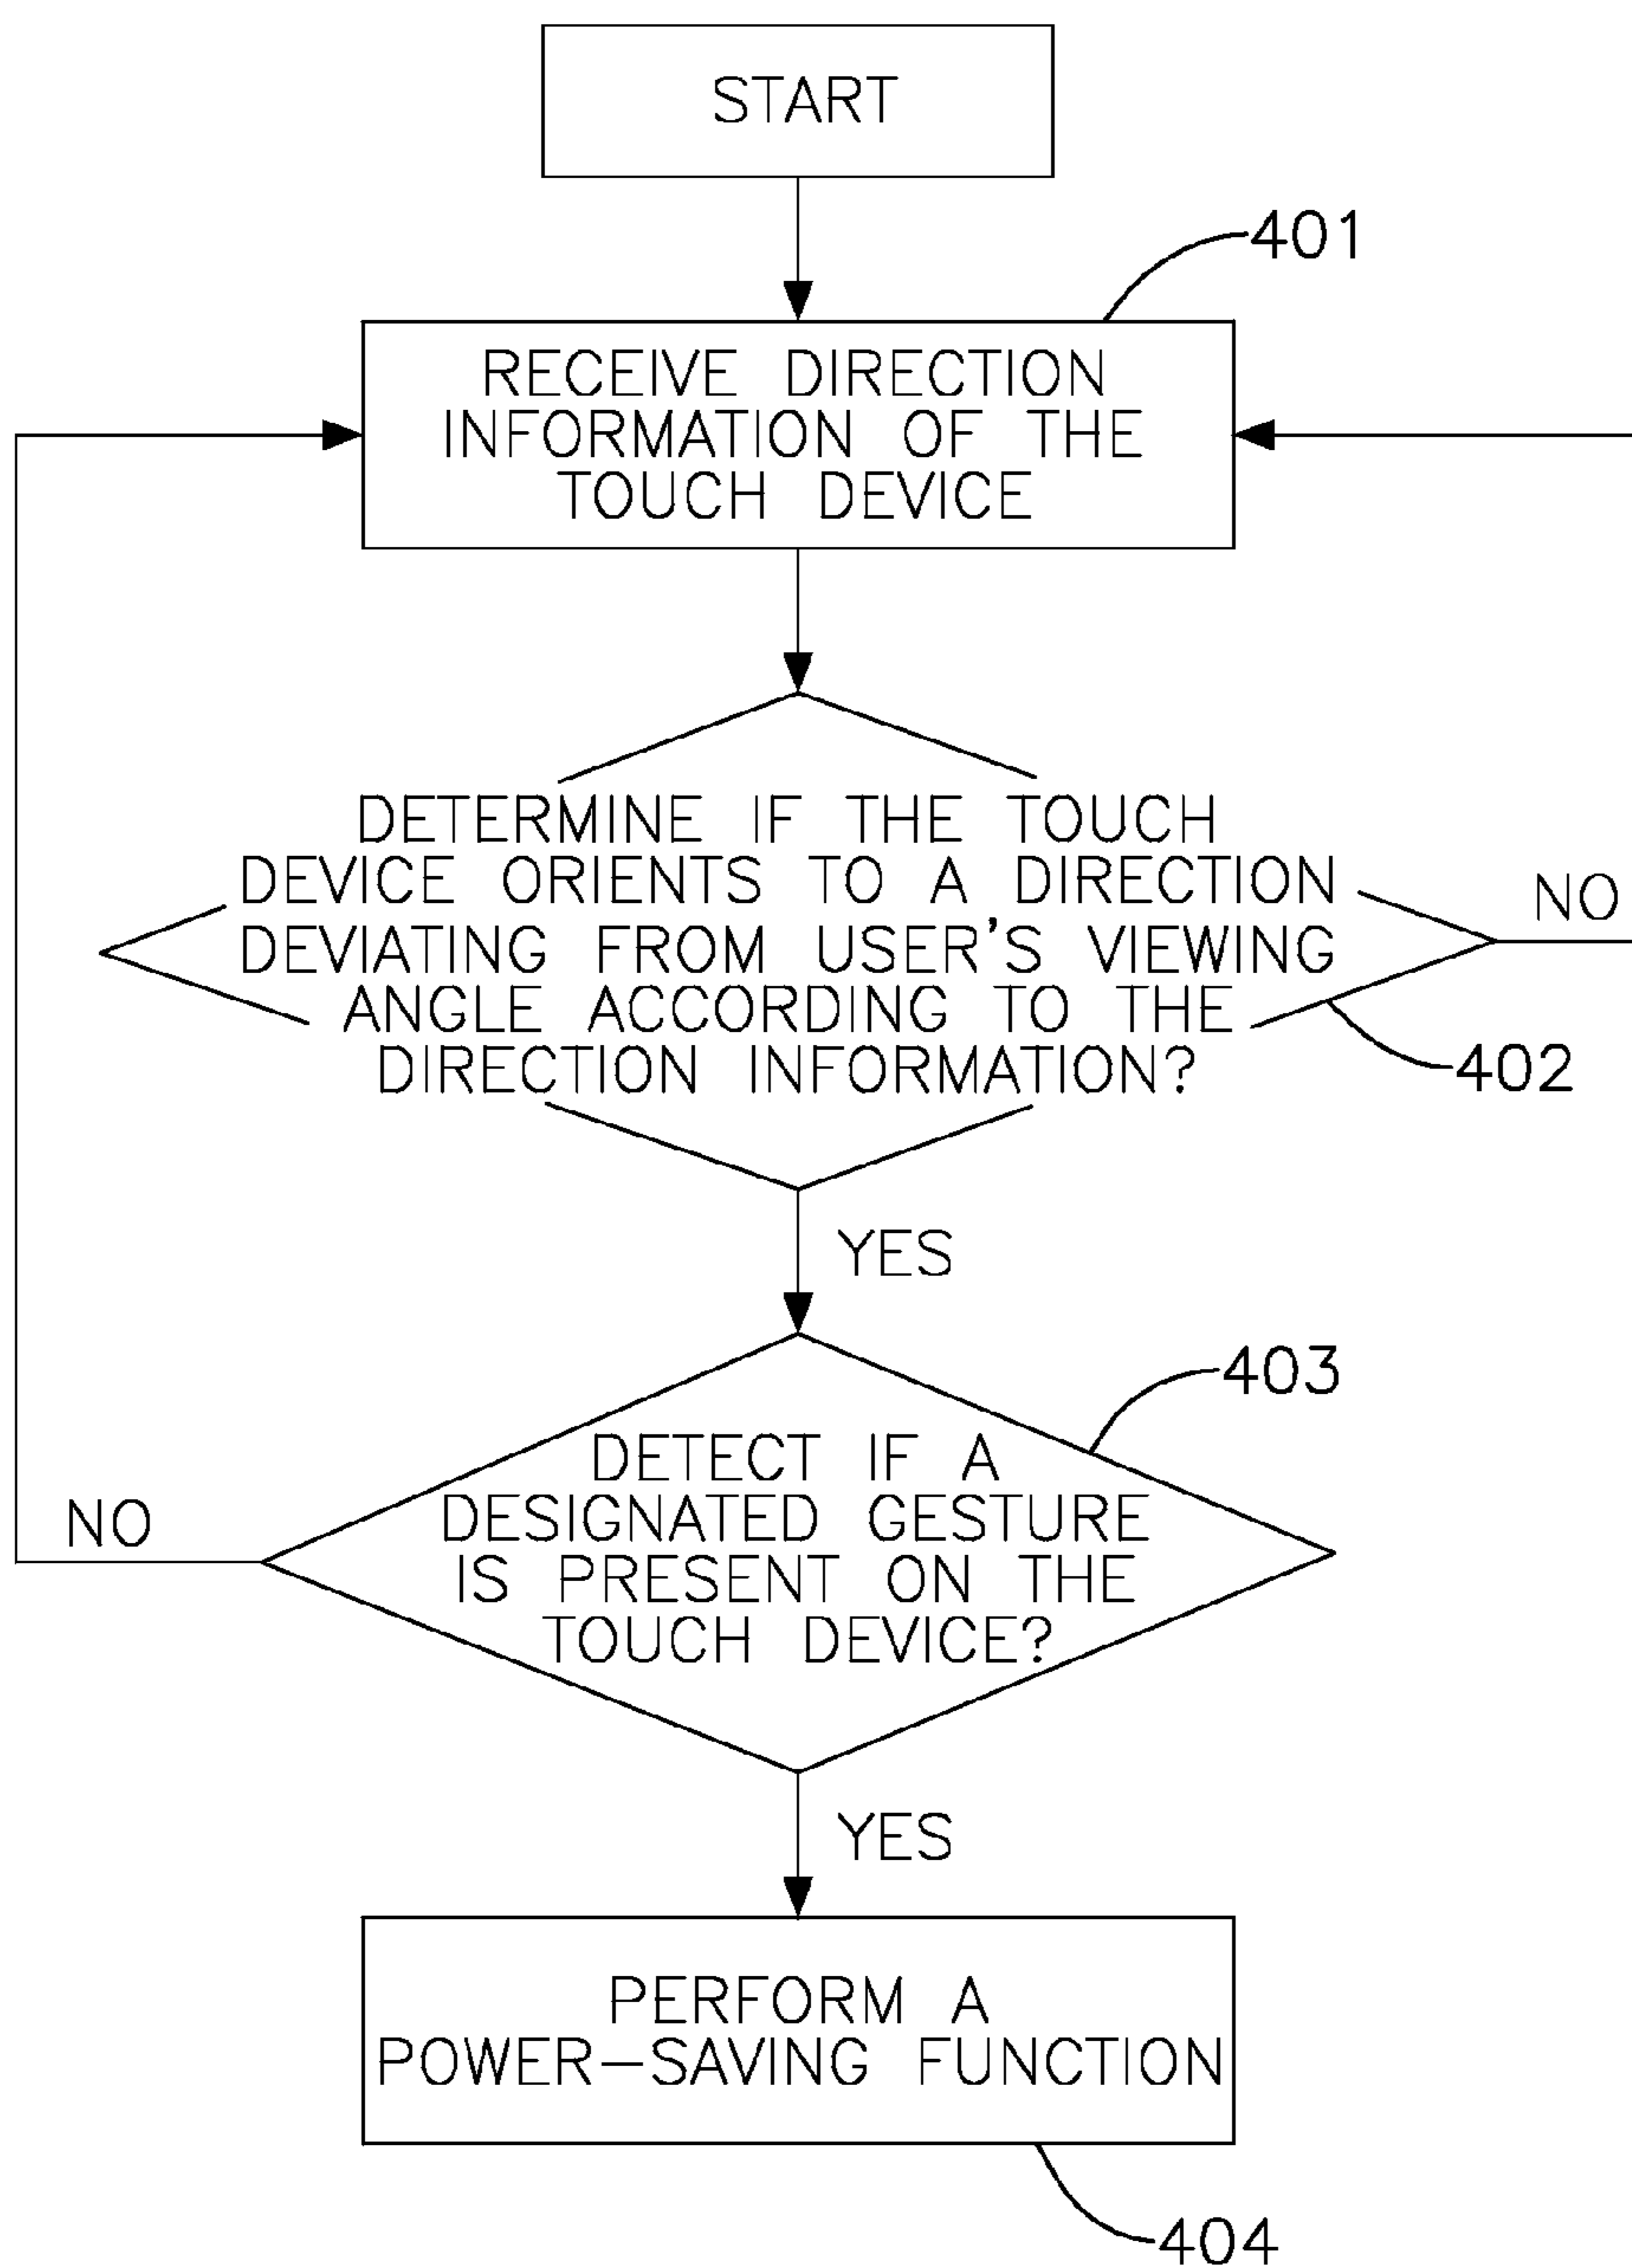 START
401
RECEIVE DIRECTION
INFORMATION OF THE
TOUCH DEVICE
DETERMINE IF THE TOUCH
DEVICE ORIENTS TO A DIRECTION
DEVIATING FROM USER'S VIEWING
ANGLE ACCORDING TO THE
DIRECTION INFORMATION?
NO
402
YES
403
DETECT IF A
DESIGNATED GESTURE
IS PRESENT ON THE
TOUCH DEVICE?
NO
YES
PERFORM A
POWER-SAVING FUNCTION
404